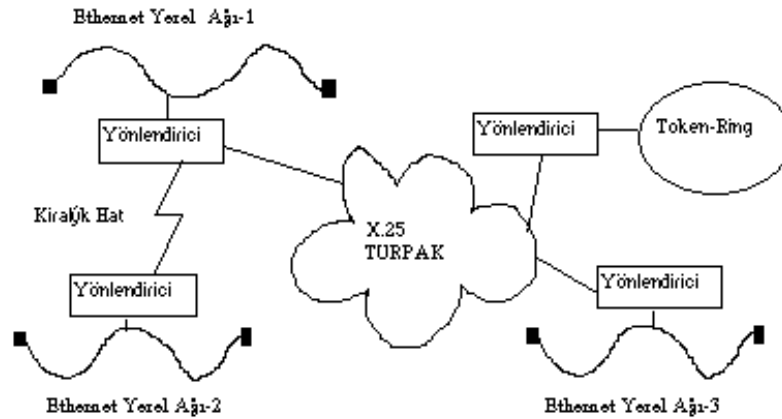 Ethernet Yerel Ağı-1
Yönlendirici
Yönlendirici
Token-Ring
Kiralýk Hat
X.25
TURPAK
Yönlendirici
Yönlendirici
Ethernet Yerel Ağı-2
Ethernet Yerel Ağı-3